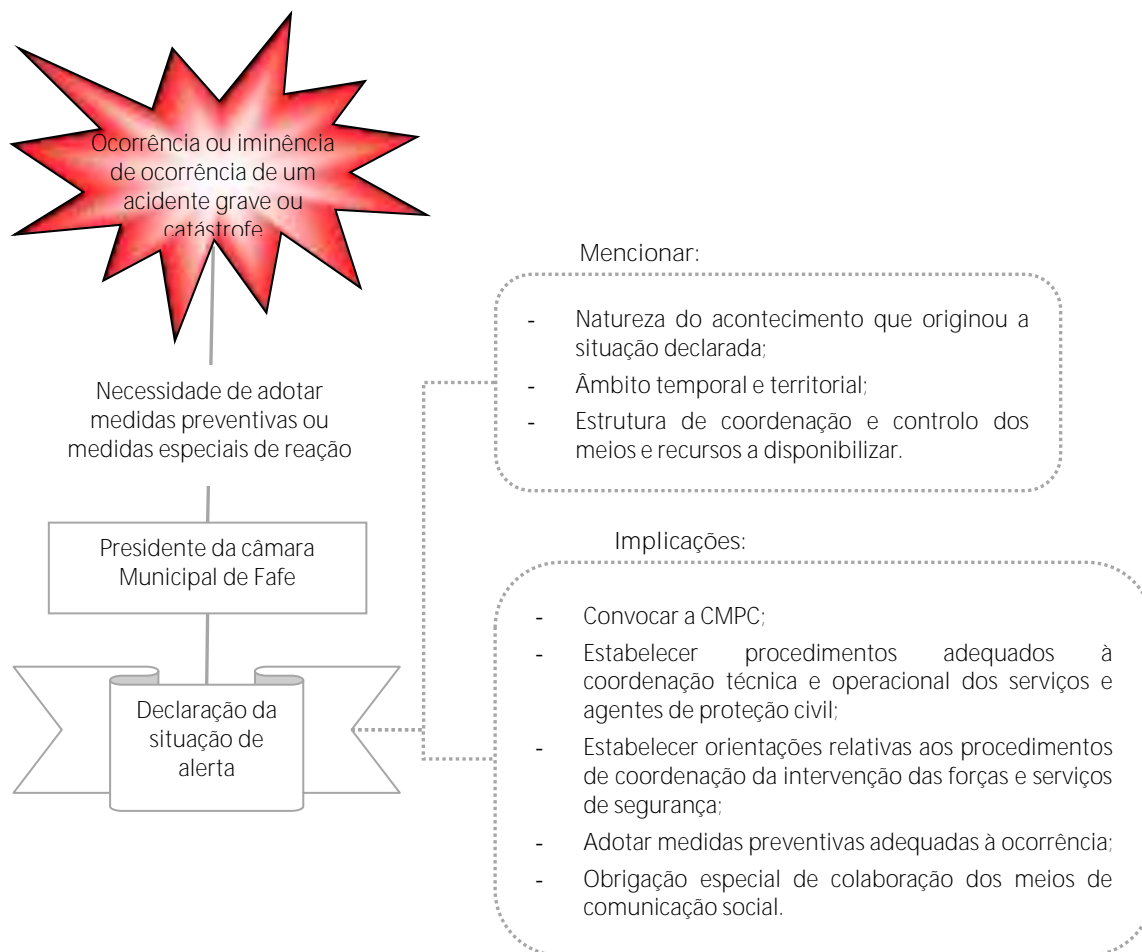 Ocorrência ou iminência
de ocorrência de um
acidente grave ou
catástrofe
Necessidade de adotar
medidas preventivas ou
medidas especiais de reação
Presidente da câmara
Municipal de Fafe
Declaração da
situação de
alerta
Mencionar:
- Natureza do acontecimento que originou a
situação declarada;
- Âmbito temporal e territorial;
- Estrutura de coordenação e controlo dos
meios e recursos a disponibilizar.
Implicações:
- Convocar a CMPC;
- Estabelecer procedimentos adequados à
coordenação técnica e operacional dos serviços e
agentes de proteção civil;
- Estabelecer orientações relativas aos procedimentos
de coordenação da intervenção das forças e serviços
de segurança;
- Adotar medidas preventivas adequadas à ocorrência;
- Obrigação especial de colaboração dos meios de
comunicação social.